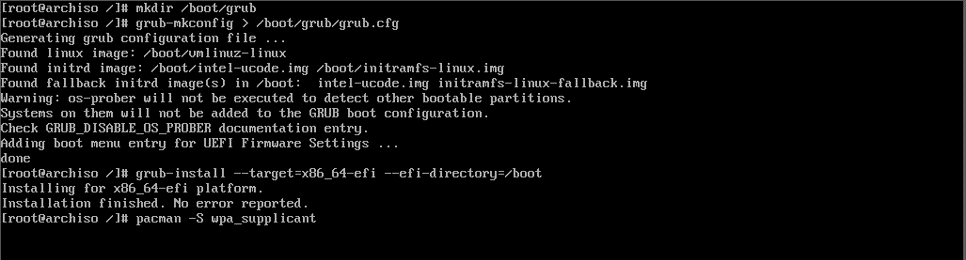 [root@archiso /]# mkdir /boot/grub
[root@archiso /]# grub-mkconfig > /boot/grub/grub.cfg
Generating grub configuration file ...
Found linux image: /boot/vmlinuz-linux
Found initrd image: /boot/intel-ucode.img /boot/initramfs-linux.img
Found fallback initrd image(s) in /boot:  intel-ucode.img initramfs-linux-fallback.img
Warning: os-prober will not be executed to detect other bootable partitions.
Systems on them will not be added to the GRUB boot configuration.
Check GRUB_DISABLE_OS_PROBER documentation entry.
Adding boot menu entry for UEFI Firmware Settings ...
done
[root@archiso /]# grub-install --target=x86_64-efi --efi-directory=/boot
Installing for x86_64-efi platform.
Installation finished. No error reported.
[root@archiso /]# pacman -S wpa_supplicant